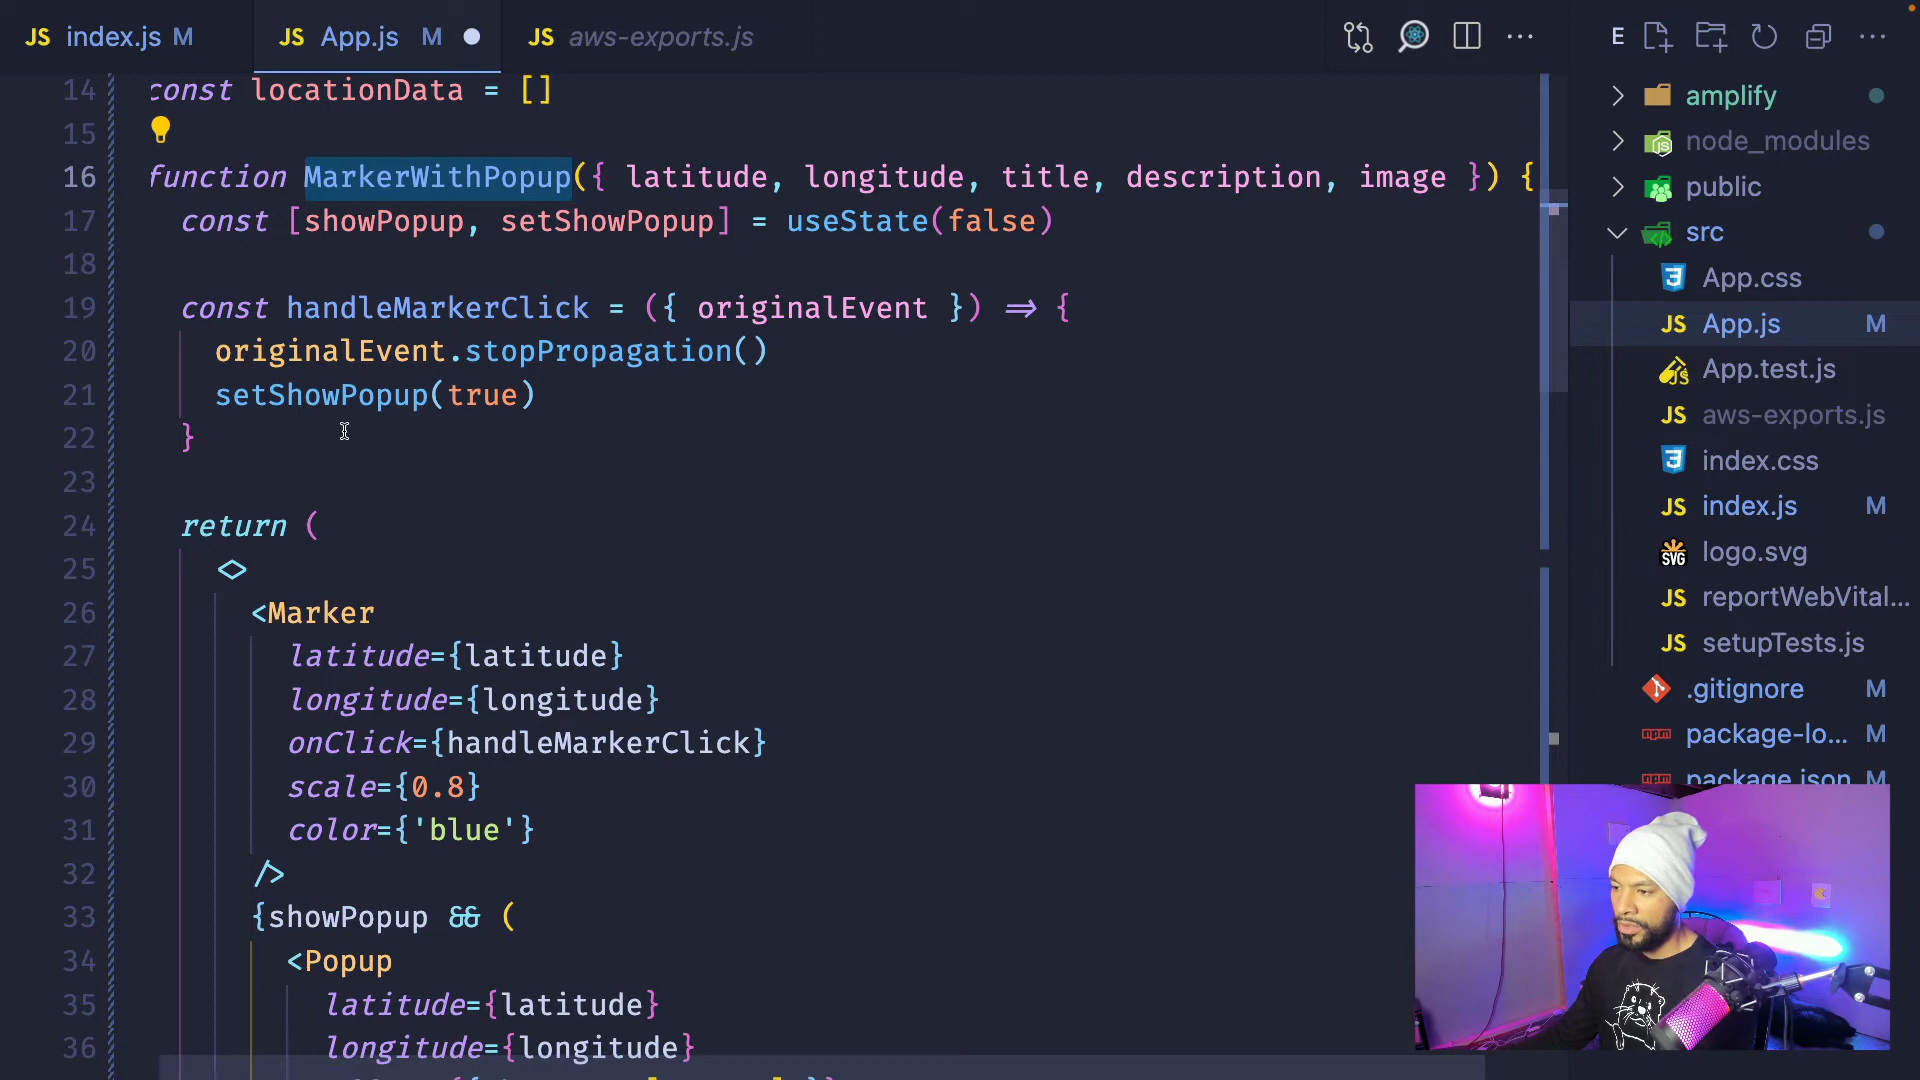 JS index.js M
JS App.js M
JS aws-exports.js
14 const locationData = []
15
16 function MarkerWithPopup({ latitude, longitude, title, description, image }) {
17 const [showPopup, setShowPopup] = useState(false)
18
19 const handleMarkerClick = ({ originalEvent }) => {
20 originalEvent.stopPropagation()
21 setShowPopup(true)
22 }
23
24 return (
25 <>
26 <Marker
27 latitude={latitude}
28 longitude={longitude}
29 onClick={handleMarkerClick}
30 scale={0.8}
31 color={'blue'}
32 />
33 {showPopup && (
34 <Popup
35 latitude={latitude}
36 longitude={longitude}
E
amplify
node_modules
public
src
App.css
JS App.js M
App.test.js
JS aws-exports.js
index.css
JS index.js M
SVG logo.svg
JS reportWebVital...
JS setupTests.js
.gitignore M
package-lo... M
package.json M